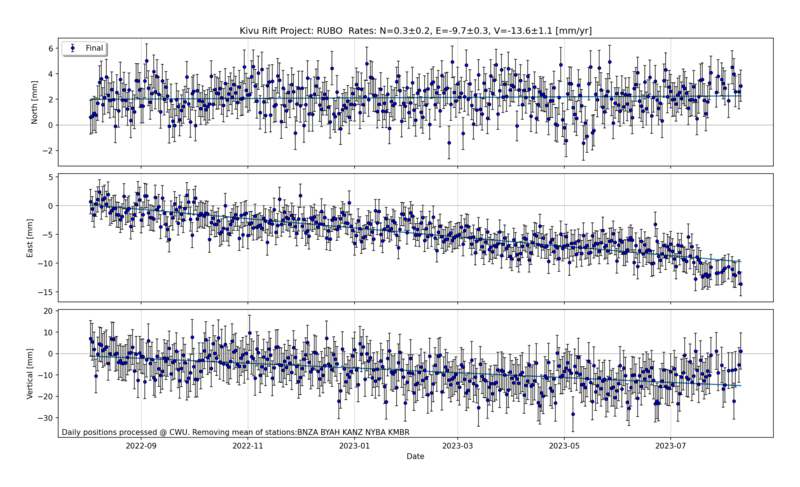 Kivu Rift Project: RUBO Rates: N=0.3±0.2, E=-9.7±0.3, V=-13.6±1.1 [mm/yr]
Final
6
4
2
0
−2
North [mm]
5
0
−5
−10
−15
East [mm]
20
10
0
−10
−20
−30
Vertical [mm]
Daily positions processed @ CWU. Removing mean of stations:BNZA BYAH KANZ NYBA KMBR
2022-09 2022-11 2023-01 2023-03 2023-05 2023-07
Date